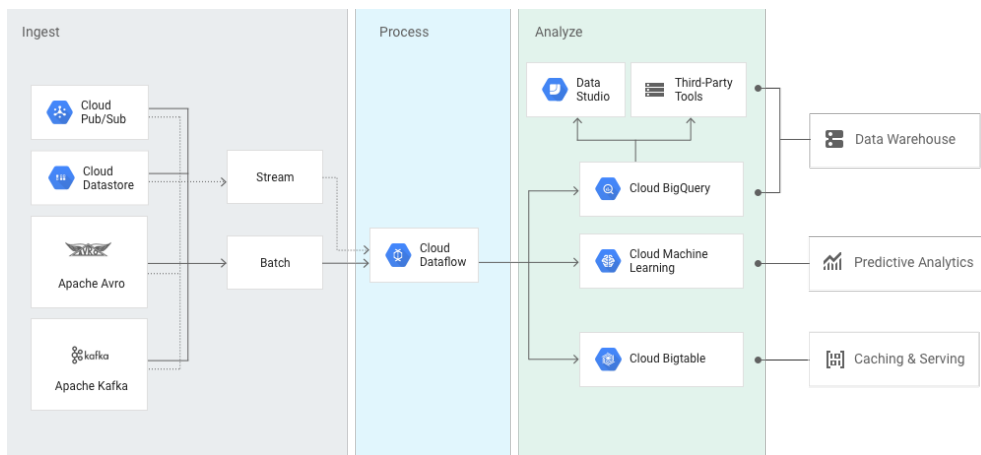 Ingest
Process
Analyze
Cloud
Pub/Sub
Cloud
Datastore
AVRO
Apache Avro
kafka
Apache Kafka
Stream
Batch
Cloud
Dataflow
Data
Studio
Third-Party
Tools
Cloud BigQuery
Cloud Machine
Learning
Cloud Bigtable
Data Warehouse
Predictive Analytics
Caching & Serving